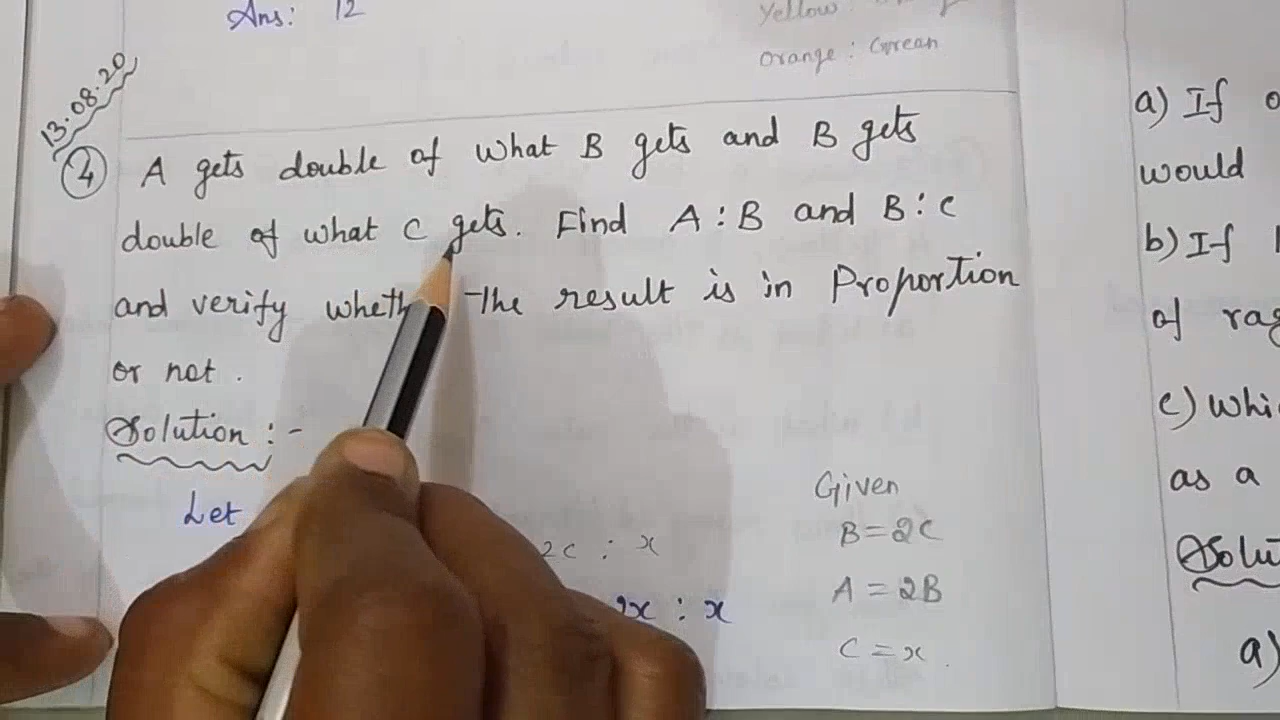 Ans: 12
Yellow :
Orange : Green
13.08.20
4 A gets double of what B gets and B gets
double of what C gets. Find A : B and B : C
and verify wheth the result is in Proportion
or not .
Solution : -
Let
2C : x
2x : x
Given
B = 2C
A = 2B
C = x .
a) If
would
b) If
of rag
c) Whi
as a
Solu
a)